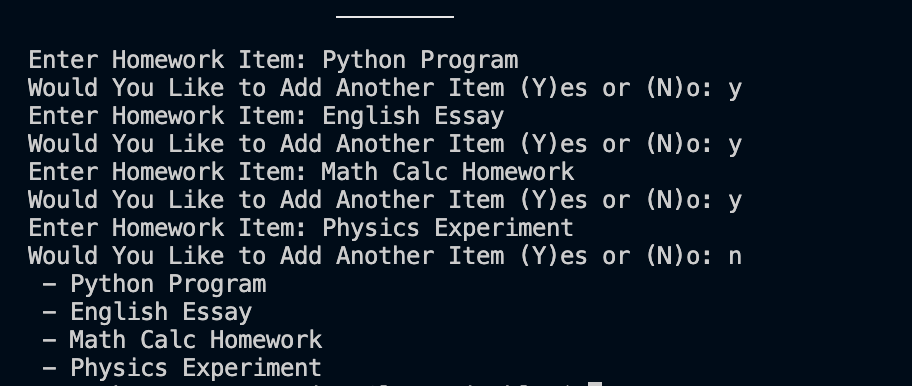 Enter Homework Item: Python Program
Would You Like to Add Another Item (Y)es or (N)o: y
Enter Homework Item: English Essay
Would You Like to Add Another Item (Y)es or (N)o: y
Enter Homework Item: Math Calc Homework
Would You Like to Add Another Item (Y)es or (N)o: y
Enter Homework Item: Physics Experiment
Would You Like to Add Another Item (Y)es or (N)o: n
– Python Program
– English Essay
– Math Calc Homework
– Physics Experiment